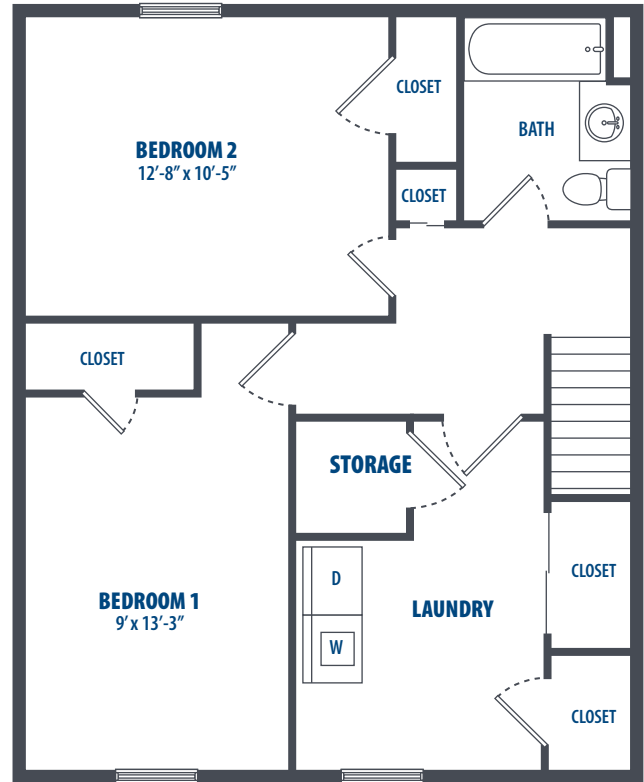 CLOSET
BATH
BEDROOM 2
12'-8" x 10'-5"
CLOSET
CLOSET
STORAGE
D
CLOSET
BEDROOM 1
9' x 13'-3"
LAUNDRY
W
CLOSET